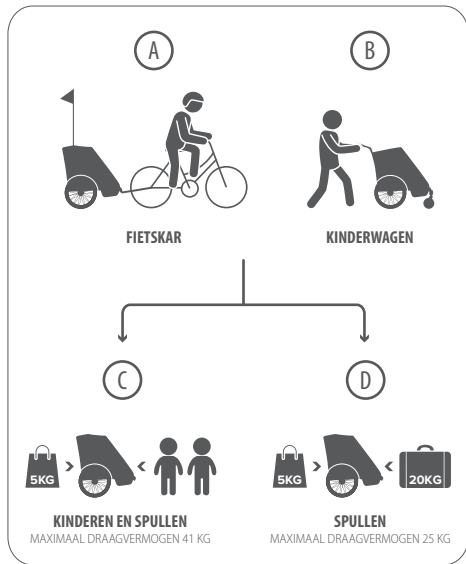 A
B
FIETSKAR
KINDERWAGEN
C
D
5KG
5KG
20KG
KINDEREN EN SPULLEN
MAXIMAAL DRAAGVERMOGEN 41 KG
SPULLEN
MAXIMAAL DRAAGVERMOGEN 25 KG